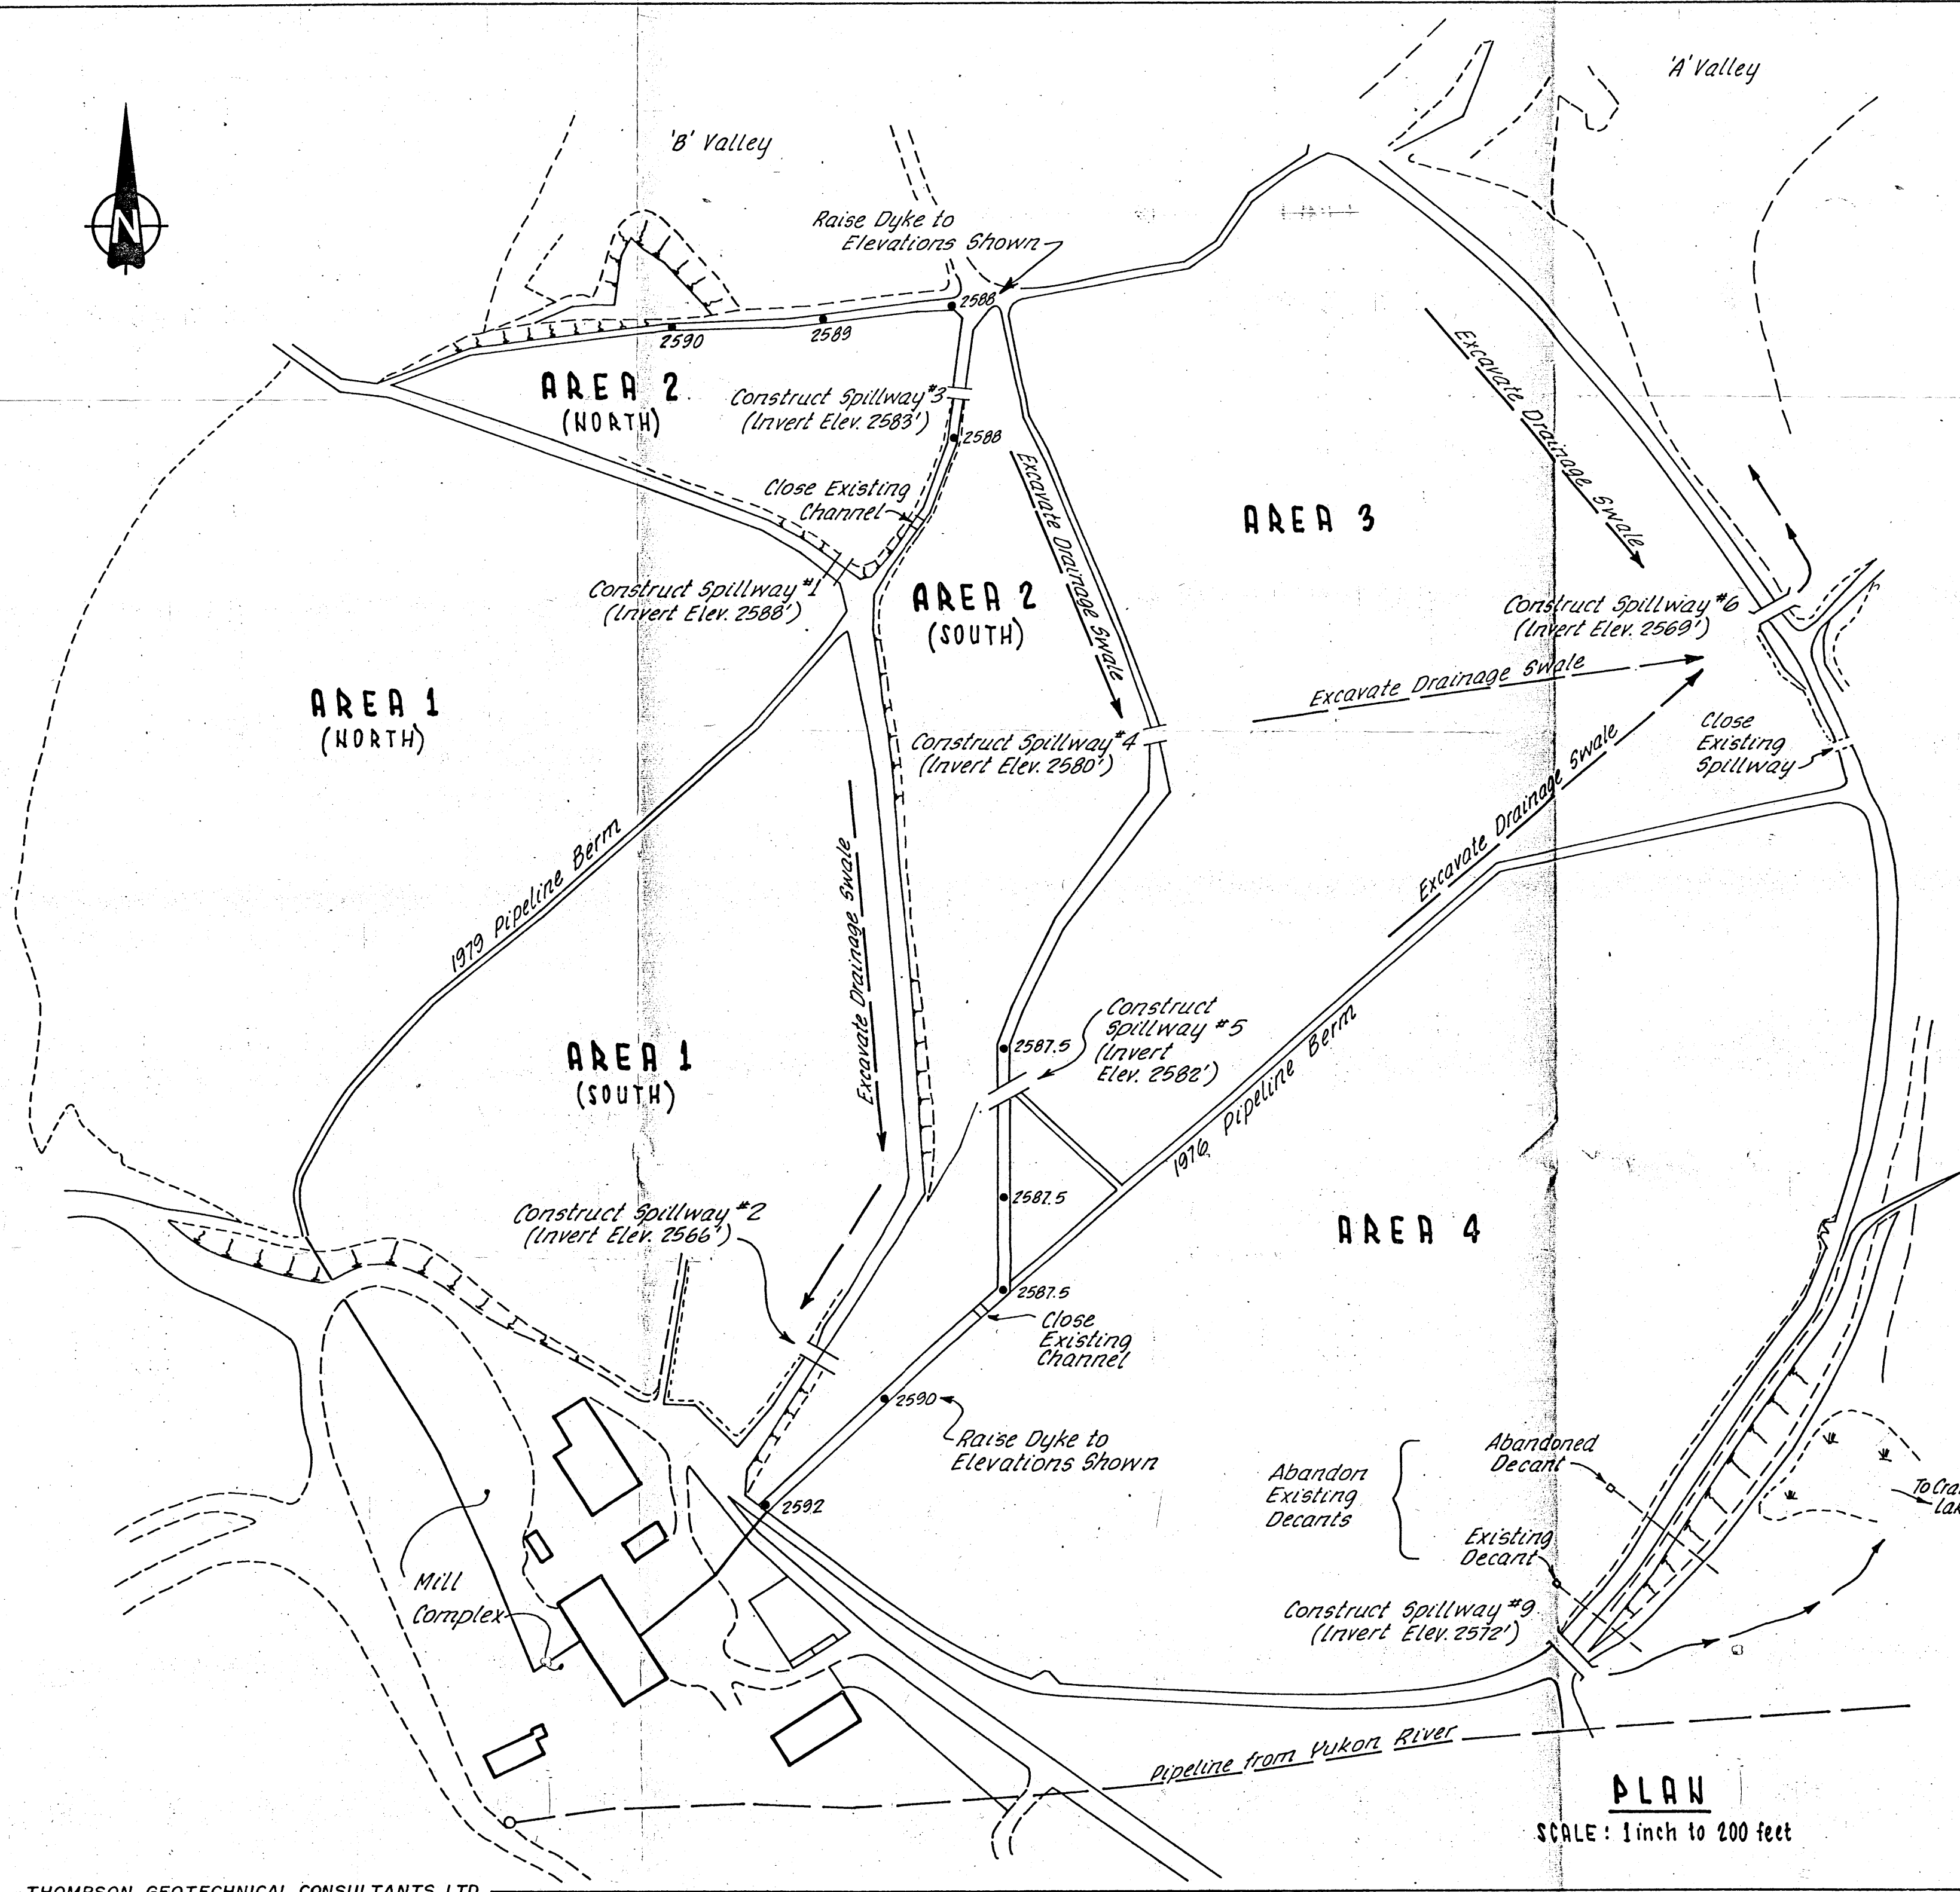 'A' Valley
'B' Valley
N
Raise Dyke to
Elevations Shown
2588
2589
2590
AREA 2
(NORTH)
Construct Spillway #3
(Invert Elev. 2583')
2588
Close Existing
Channel
Excavate Drainage Swale
Excavate Drainage Swale
AREA 3
Construct Spillway #1
(Invert Elev. 2588')
AREA 2
(SOUTH)
Construct Spillway #6
(Invert Elev. 2569')
Excavate Drainage Swale
AREA 1
(NORTH)
Construct Spillway #4
(Invert Elev. 2580')
Close
Existing
Spillway
Excavate Drainage Swale
1979 Pipeline Berm
Excavate Drainage Swale
Construct
Spillway #5
(Invert
Elev. 2582')
2587.5
1976 Pipeline Berm
AREA 1
(SOUTH)
2587.5
Construct Spillway #2
(Invert Elev. 2566')
AREA 4
2587.5
Close
Existing
Channel
2590
Raise Dyke to
Elevations Shown
2592
Abandon
Existing
Decants
Abandoned
Decant
Existing
Decant
To
Mill
Complex
Construct Spillway #9
(Invert Elev. 2572')
Pipeline from Yukon River
PLAN
SCALE: 1 inch to 200 feet
THOMPSON GEOTECHNICAL CONSULTANTS LTD